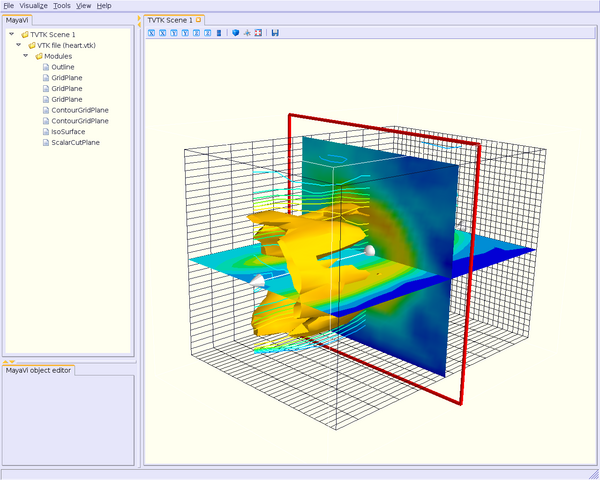 File Visualize Tools View Help
MayaVi
TVTK Scene 1
TVTK Scene 1
VTK file (heart.vtk)
Modules
Outline
GridPlane
GridPlane
GridPlane
ContourGridPlane
ContourGridPlane
IsoSurface
ScalarCutPlane
MayaVi object editor